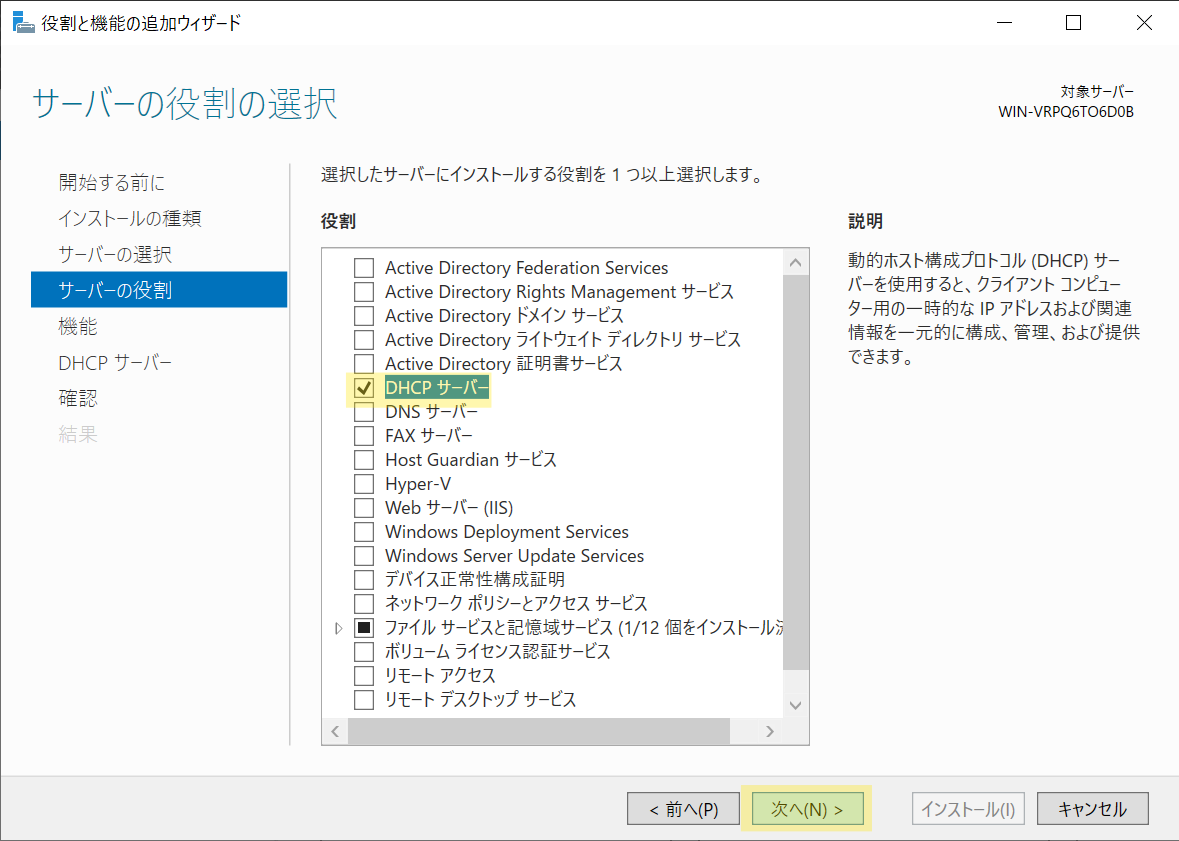 役割と機能の追加ウィザード
サーバーの役割の選択
対象サーバー
WIN-VRPQ6TO6D0B
開始する前に
インストールの種類
サーバーの選択
サーバーの役割
機能
DHCP サーバー
確認
結果
選択したサーバーにインストールする役割を 1 つ以上選択します。
役割
Active Directory Federation Services
Active Directory Rights Management サービス
Active Directory ドメイン サービス
Active Directory ライトウェイト ディレクトリ サービス
Active Directory 証明書サービス
DHCP サーバー
DNS サーバー
FAX サーバー
Host Guardian サービス
Hyper-V
Web サーバー (IIS)
Windows Deployment Services
Windows Server Update Services
デバイス正常性構成証明
ネットワーク ポリシーとアクセス サービス
ファイル サービスと記憶域サービス (1/12 個をインストール
ボリューム ライセンス認証サービス
リモート アクセス
リモート デスクトップ サービス
説明
動的ホスト構成プロトコル (DHCP) サー
バーを使用すると、クライアント コンピュー
ター用の一時的な IP アドレスおよび関連
情報を一元的に構成、管理、および提供
できます。
< 前へ(P)
次へ(N) >
インストール(I)
キャンセル